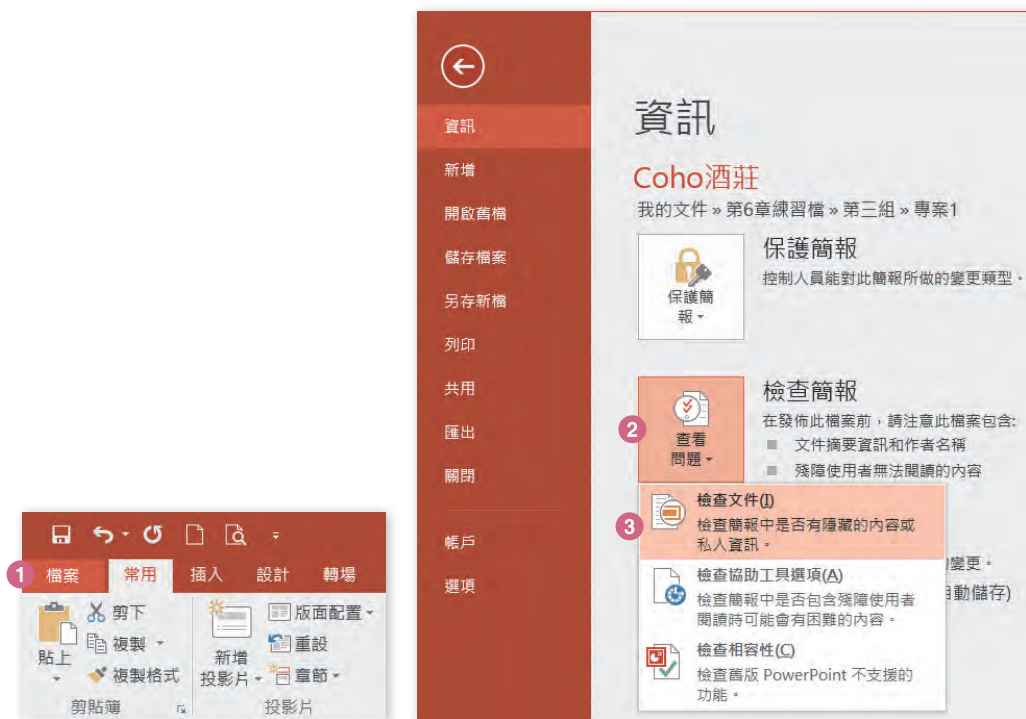 1
檔案
常用
插入
設計
轉場
貼上
剪下
複製
複製格式
剪貼簿
新增
投影片
版面配置
重設
章節
投影片
資訊
新增
開啟舊檔
儲存檔案
另存新檔
列印
共用
匯出
關閉
帳戶
選項
資訊
Coho酒莊
我的文件 » 第6章練習檔 » 第三組 » 專案1
保護簡
報
保護簡報
控制人員能對此簡報所做的變更類型。
2
查看
問題
檢查簡報
在發佈此檔案前，請注意此檔案包含:
文件摘要資訊和作者名稱
殘障使用者無法閱讀的內容
3
檢查文件(I)
檢查簡報中是否有隱藏的內容或
私人資訊。
檢查協助工具選項(A)
檢查簡報中是否包含殘障使用者
閱讀時可能會有困難的內容。
檢查相容性(C)
檢查舊版 PowerPoint 不支援的
功能。
變更。
動儲存)